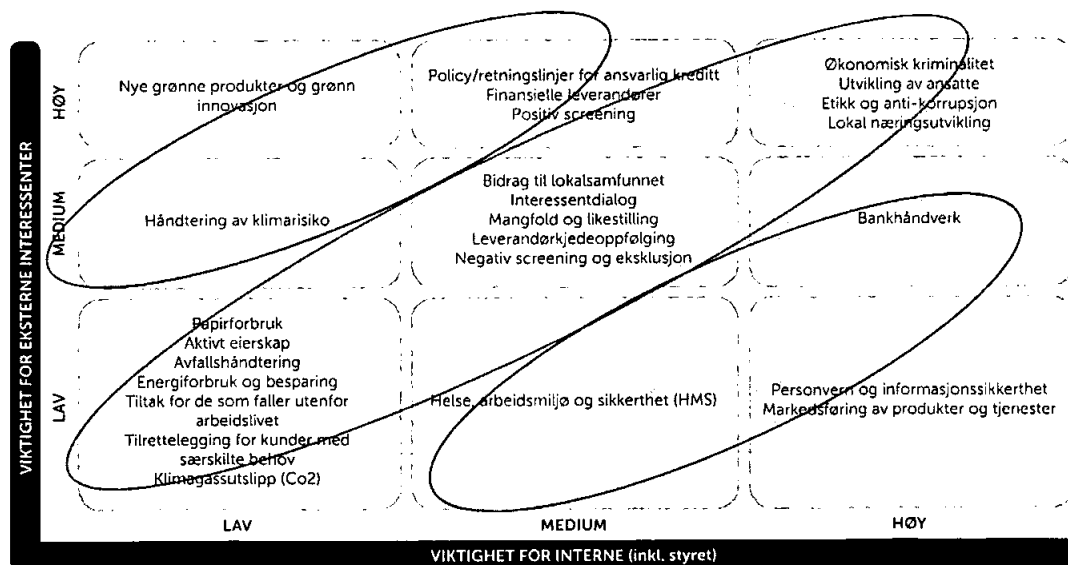 VIKTIGHET FOR EKSTERNE INTERESSENTER
HØY
Nye grønne produkter og grønn
innovasjon
Policy/retningslinjer for ansvarlig kreditt
Finansielle leverandører
Positiv screening
Økonomisk kriminalitet
Utvikling av ansatte
Etikk og anti-korrupsjon
Lokal næringsutvikling
MEDIUM
Håndtering av klimarisiko
Bidrag til lokalsamfunnet
Interessentdialog
Mangfold og likestilling
Leverandørkjedeoppfølging
Negativ screening og eksklusjon
Bankhåndverk
LAV
Papirforbruk
Aktivt eierskap
Avfallshåndtering
Energiforbruk og besparing
Tiltak for de som faller utenfor
arbeidslivet
Tilrettelegging for kunder med
særskilte behov
Klimagassutslipp (Co2)
Helse, arbeidsmiljø og sikkerthet (HMS)
Personvern og informasjonssikkerthet
Markedsføring av produkter og tjenester
LAV
MEDIUM
HØY
VIKTIGHET FOR INTERNE (inkl. styret)